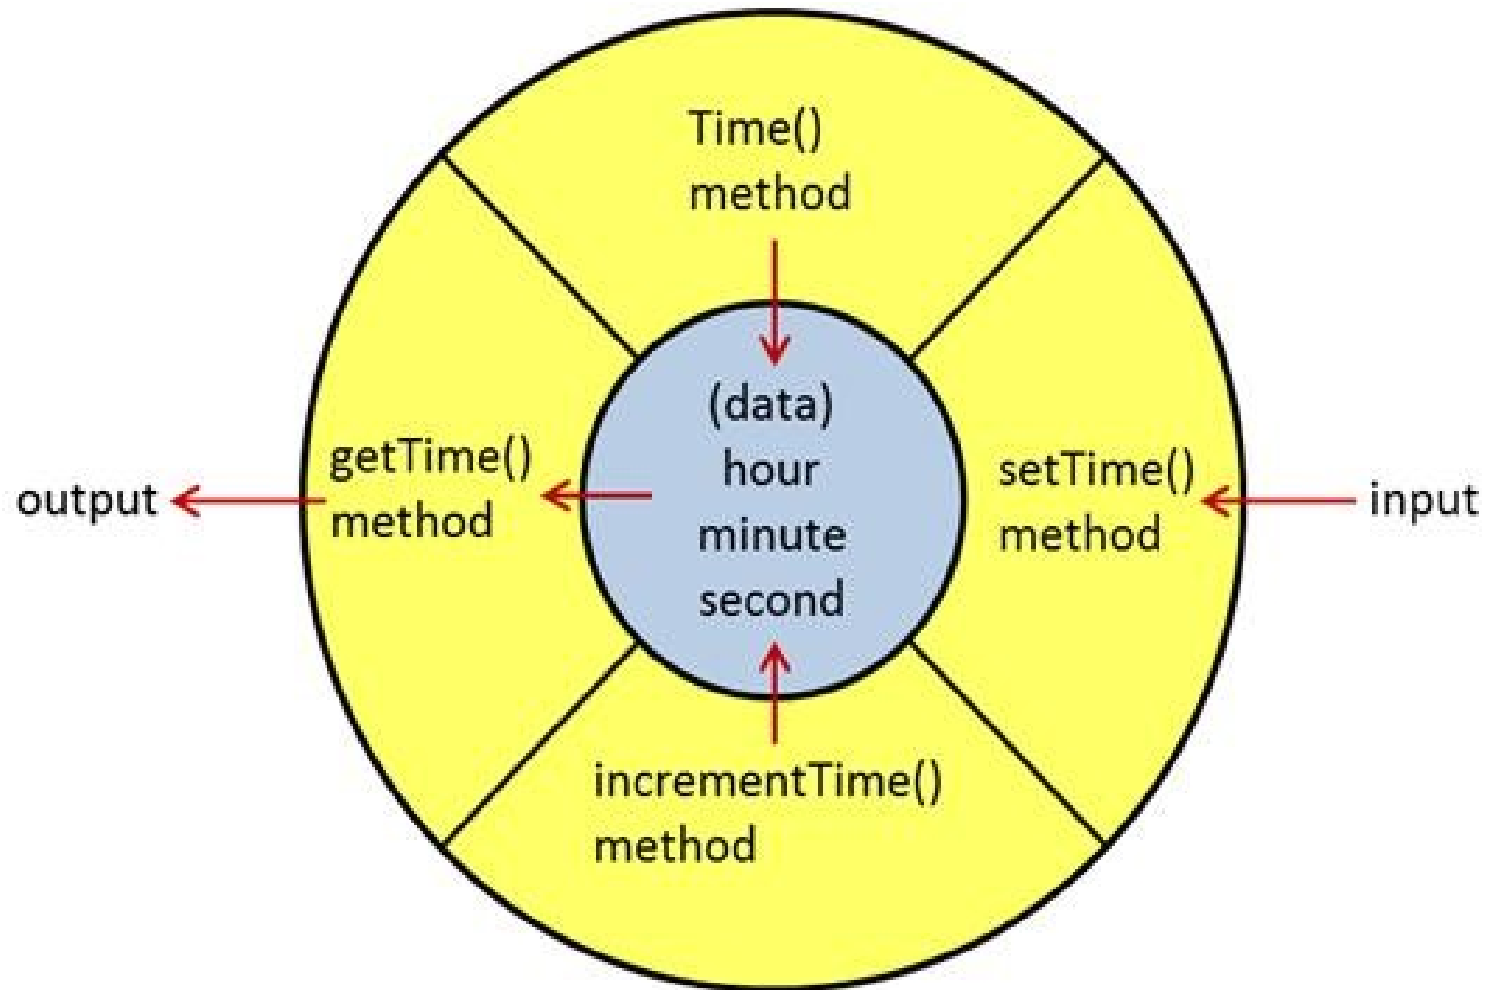 Time()
method
(data)
hour
minute
second
getTime()
method
output
setTime()
method
input
incrementTime()
method